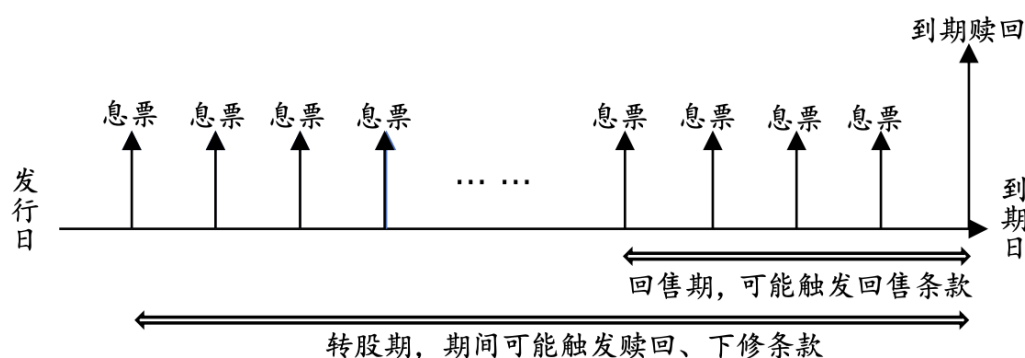 到期赎回
息票 息票 息票 息票 息票 息票 息票 息票
... ...
发行日
到期日
回售期，可能触发回售条款
转股期，期间可能触发赎回、下修条款